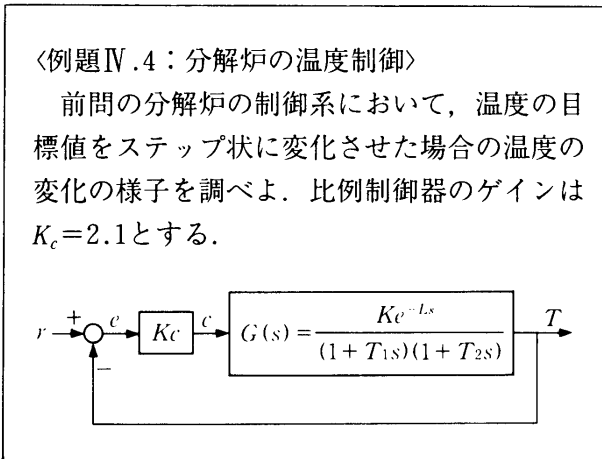 〈例題Ⅳ.4：分解炉の温度制御〉
前問の分解炉の制御系において，温度の目
標値をステップ状に変化させた場合の温度の
変化の様子を調べよ．比例制御器のゲインは
K_c=2.1とする．
r + e Kc c G(s)= Ke^{-Ls} / (1+T1s)(1+T2s) T
−